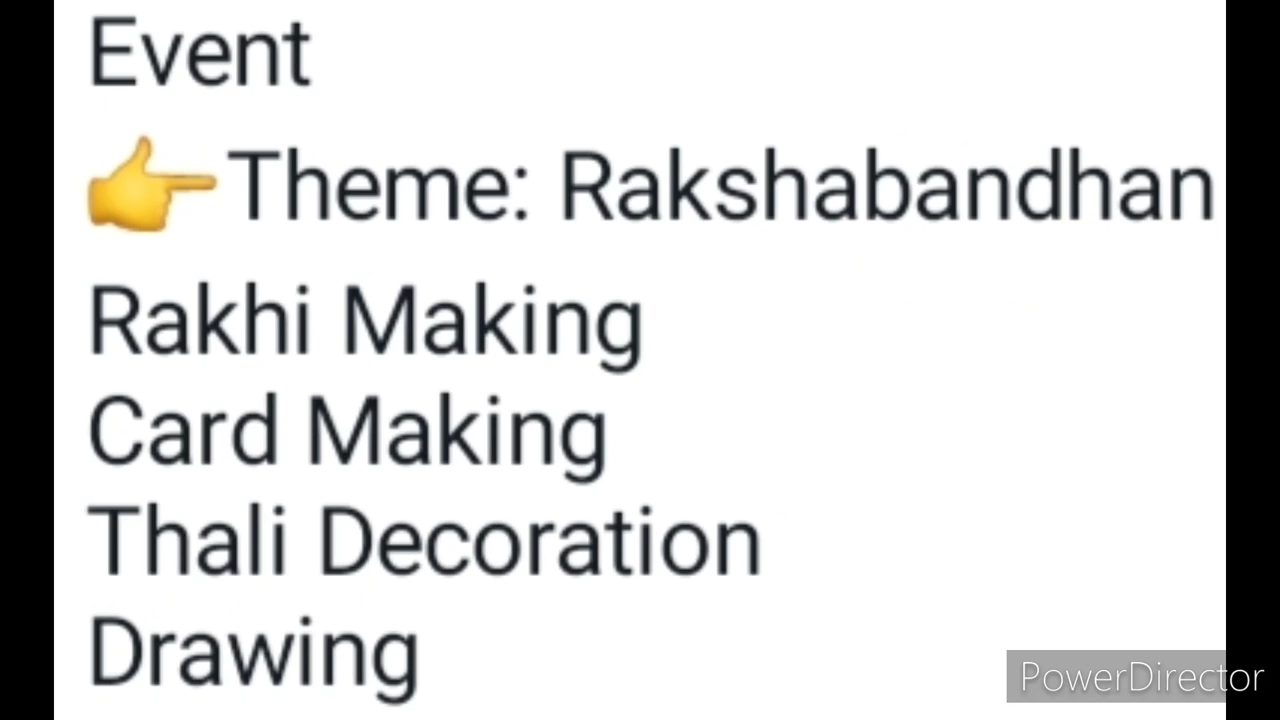 Event
👉Theme: Rakshabandhan
Rakhi Making
Card Making
Thali Decoration
Drawing
PowerDirector